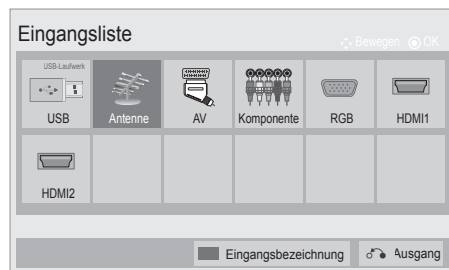 Eingangsliste
Bewegen OK
USB-Laufwerk
USB Antenne AV Komponente RGB HDMI1
HDMI2
Eingangsbezeichnung Ausgang